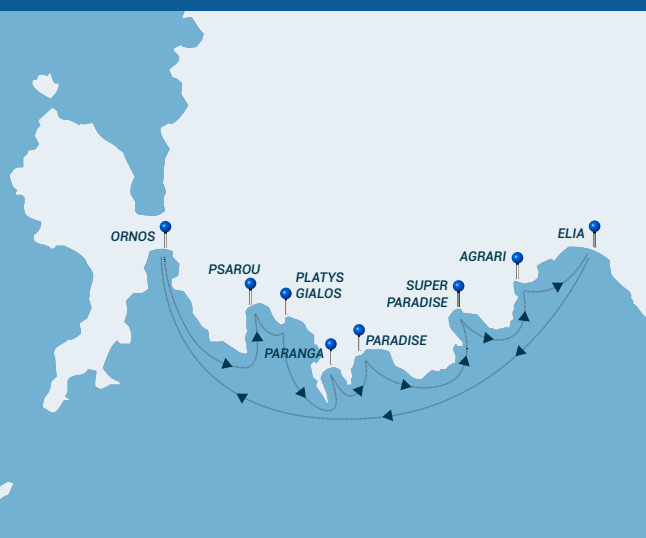 ORNOS
PSAROU
PLATYS
GIALOS
PARANGA
PARADISE
SUPER
PARADISE
AGRARI
ELIA